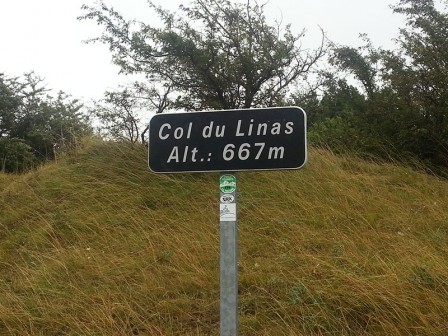 Col du Linas
Alt.: 667m